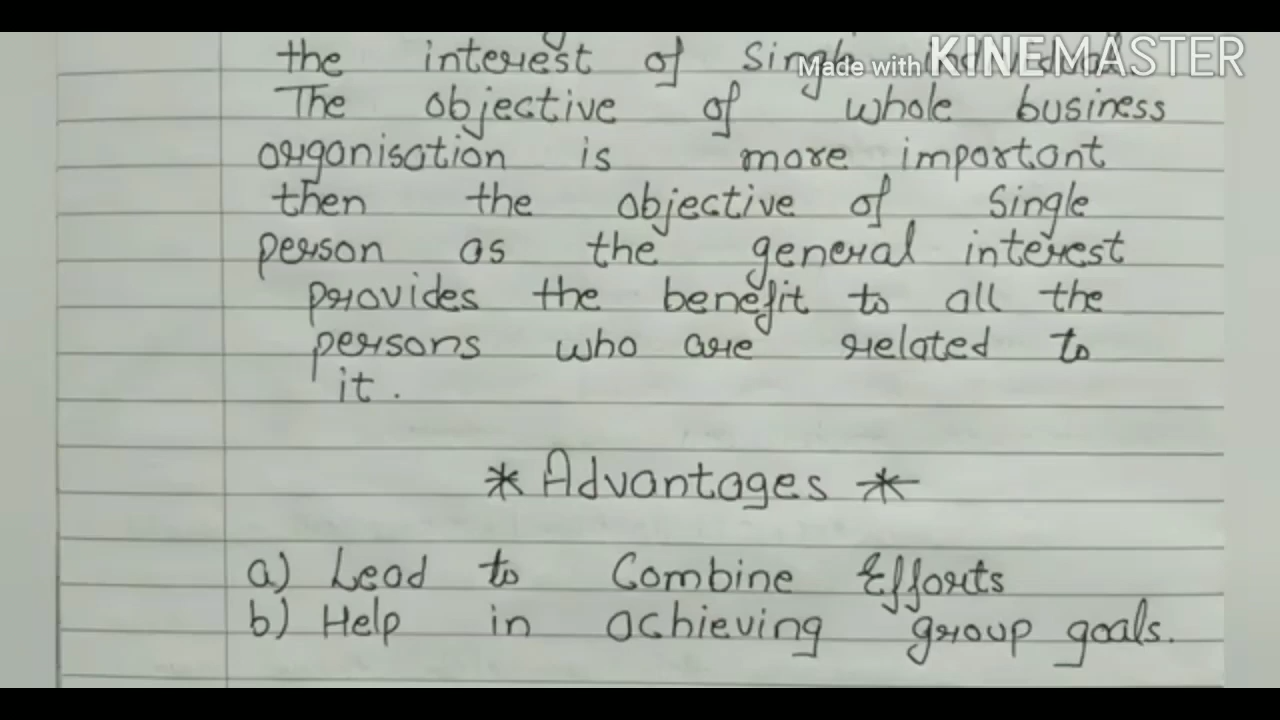 the interest of Single individual.
Made with KINEMASTER
The objective of whole business
organisation is more important
then the objective of Single
person as the general interest
provides the benefit to all the
persons who are related to
it.
* Advantages *
a) Lead to Combine Efforts
b) Help in achieving group goals.